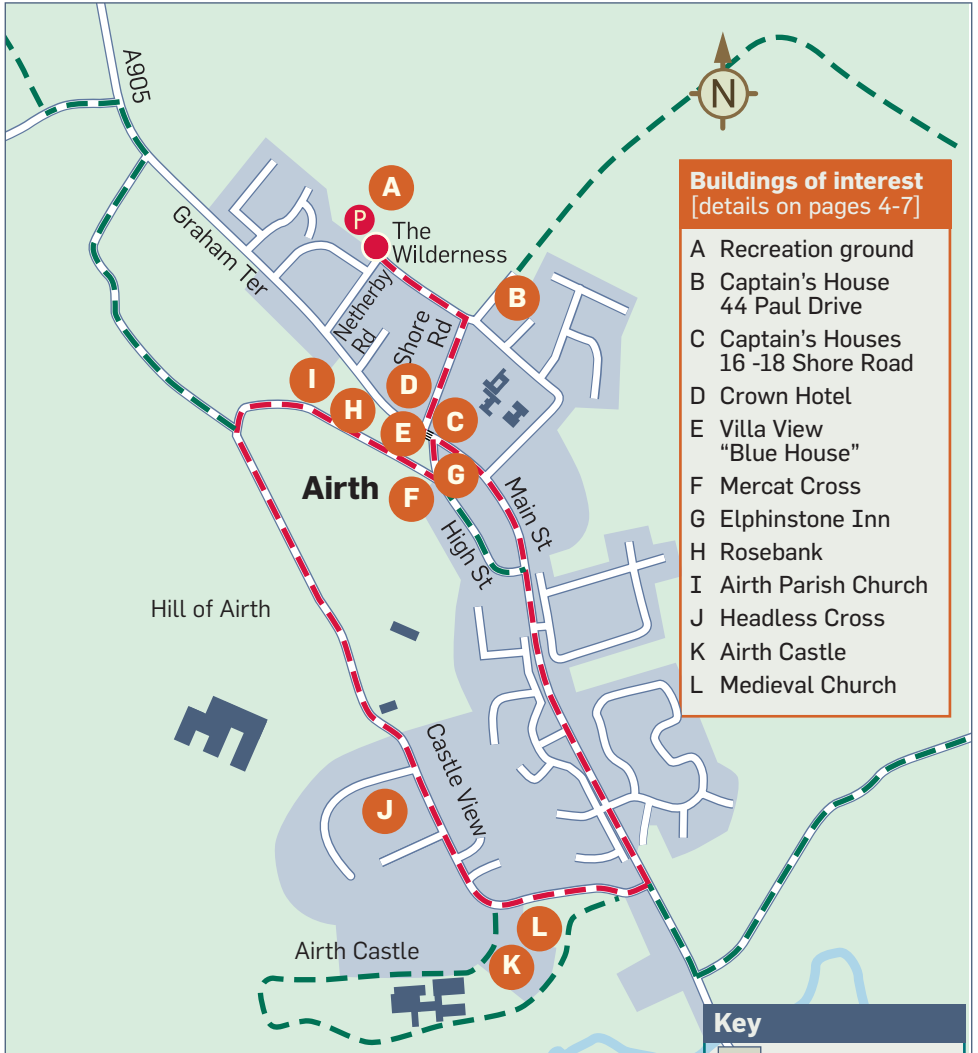 A905
N
Graham Ter
P
A
The
Wilderness
Netherby
Rd
Shore
Rd
B
I
H
D
E
C
Airth
F
G
Main St
High St
Hill of Airth
Castle View
J
Airth Castle
L
K
Buildings of interest
[details on pages 4-7]
A Recreation ground
B Captain's House
44 Paul Drive
C Captain's Houses
16 -18 Shore Road
D Crown Hotel
E Villa View
"Blue House"
F Mercat Cross
G Elphinstone Inn
H Rosebank
I Airth Parish Church
J Headless Cross
K Airth Castle
L Medieval Church
Key